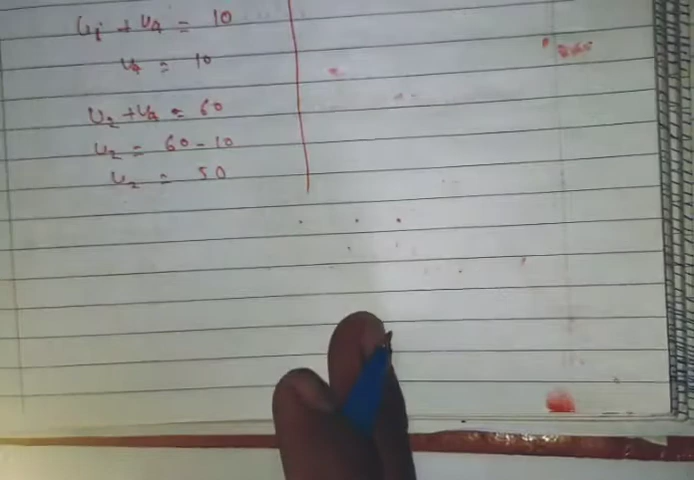 U₁ + V₄ = 10
V₄ = 10
U₂ + V₄ = 60
U₂ = 60 - 10
U₂ = 50